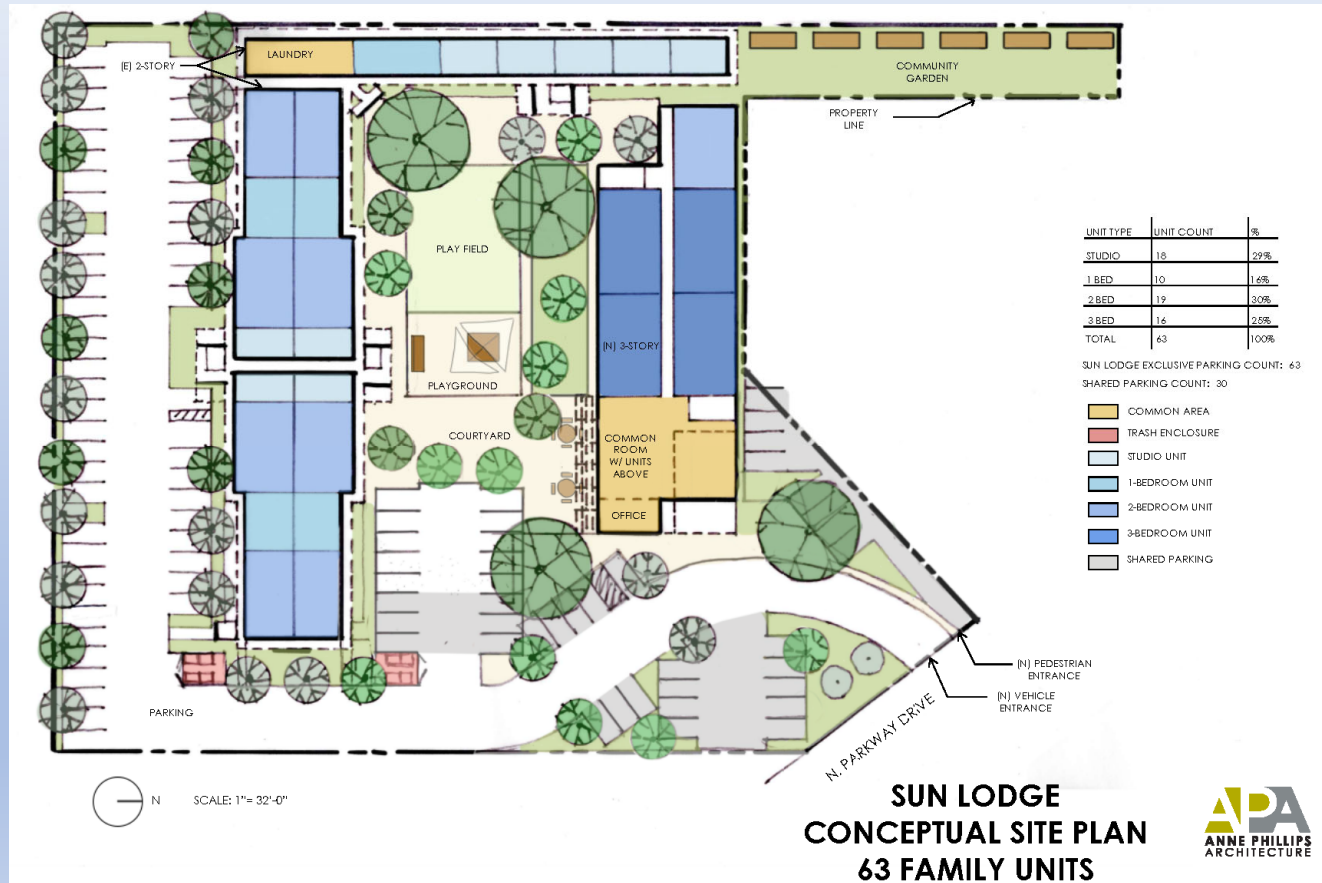 LAUNDRY
(E) 2-STORY
COMMUNITY
GARDEN
PROPERTY
LINE
PLAY FIELD
(N) 3-STORY
PLAYGROUND
COURTYARD
COMMON
ROOM
W/ UNITS
ABOVE
OFFICE
UNIT TYPE UNIT COUNT %
STUDIO 18 29%
1 BED 10 16%
2 BED 19 30%
3 BED 16 25%
TOTAL 63 100%
SUN LODGE EXCLUSIVE PARKING COUNT: 63
SHARED PARKING COUNT: 30
COMMON AREA
TRASH ENCLOSURE
STUDIO UNIT
1-BEDROOM UNIT
2-BEDROOM UNIT
3-BEDROOM UNIT
SHARED PARKING
(N) PEDESTRIAN
ENTRANCE
(N) VEHICLE
ENTRANCE
PARKING
N. PARKWAY DRIVE
N
SCALE: 1"= 32'-0"
SUN LODGE
CONCEPTUAL SITE PLAN
63 FAMILY UNITS
APA
ANNE PHILLIPS
ARCHITECTURE